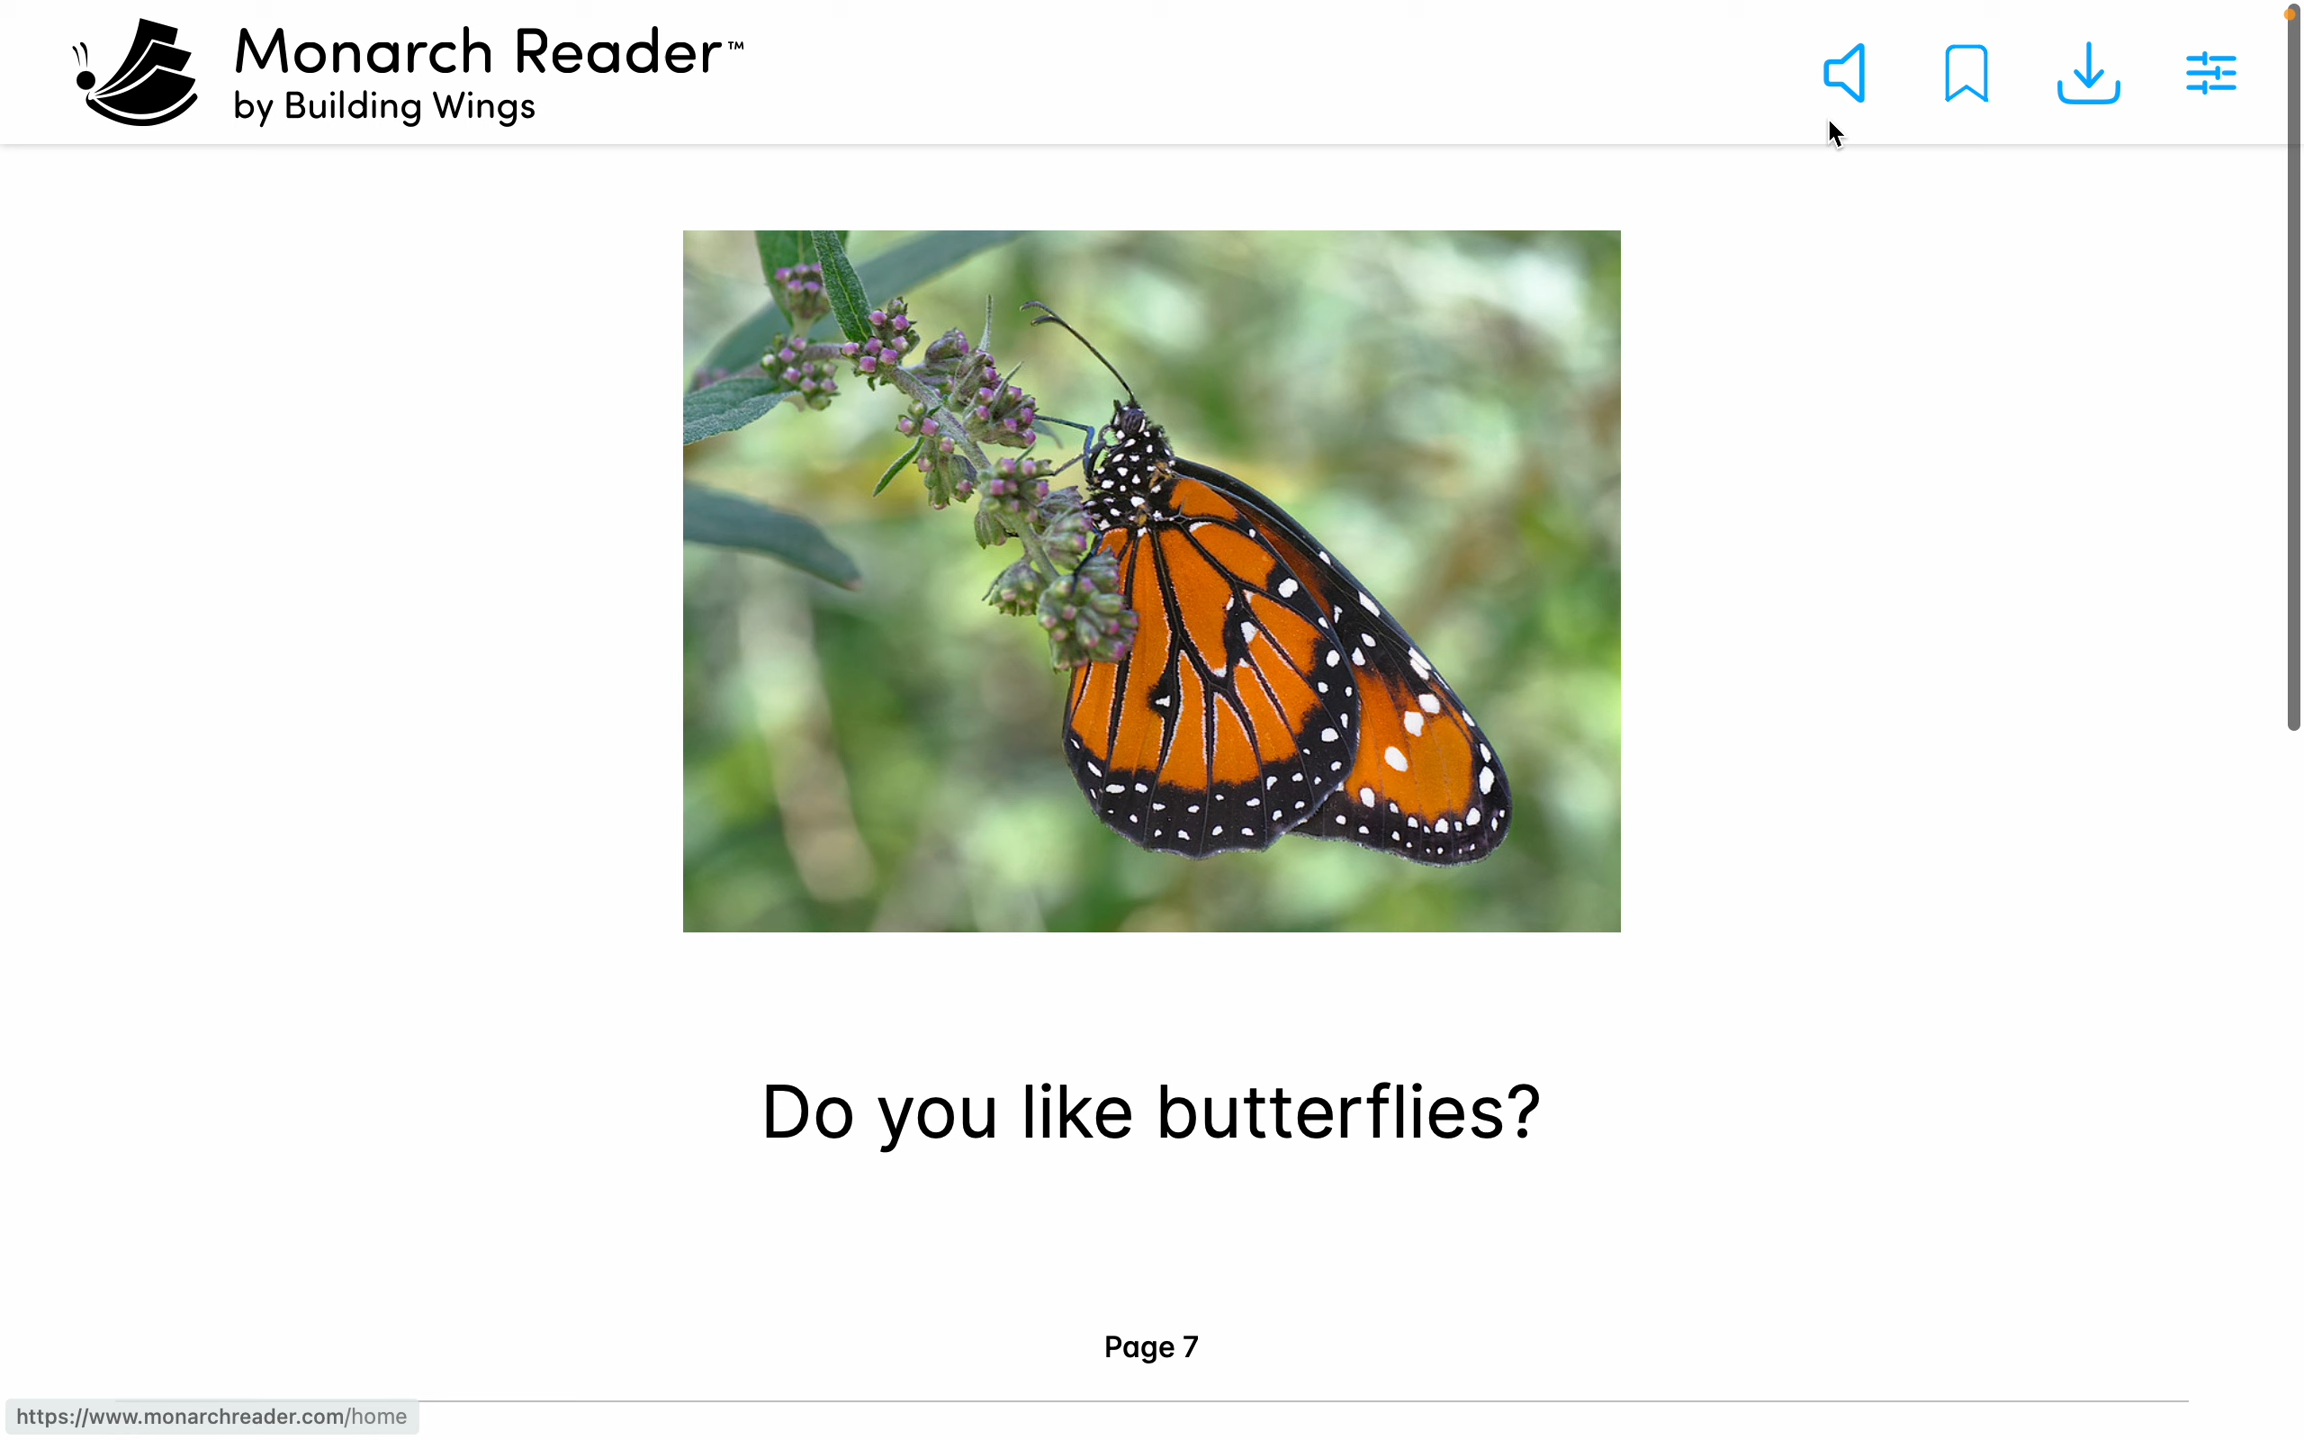 Monarch Reader™
by Building Wings
Do you like butterflies?
Page 7
https://www.monarchreader.com/home